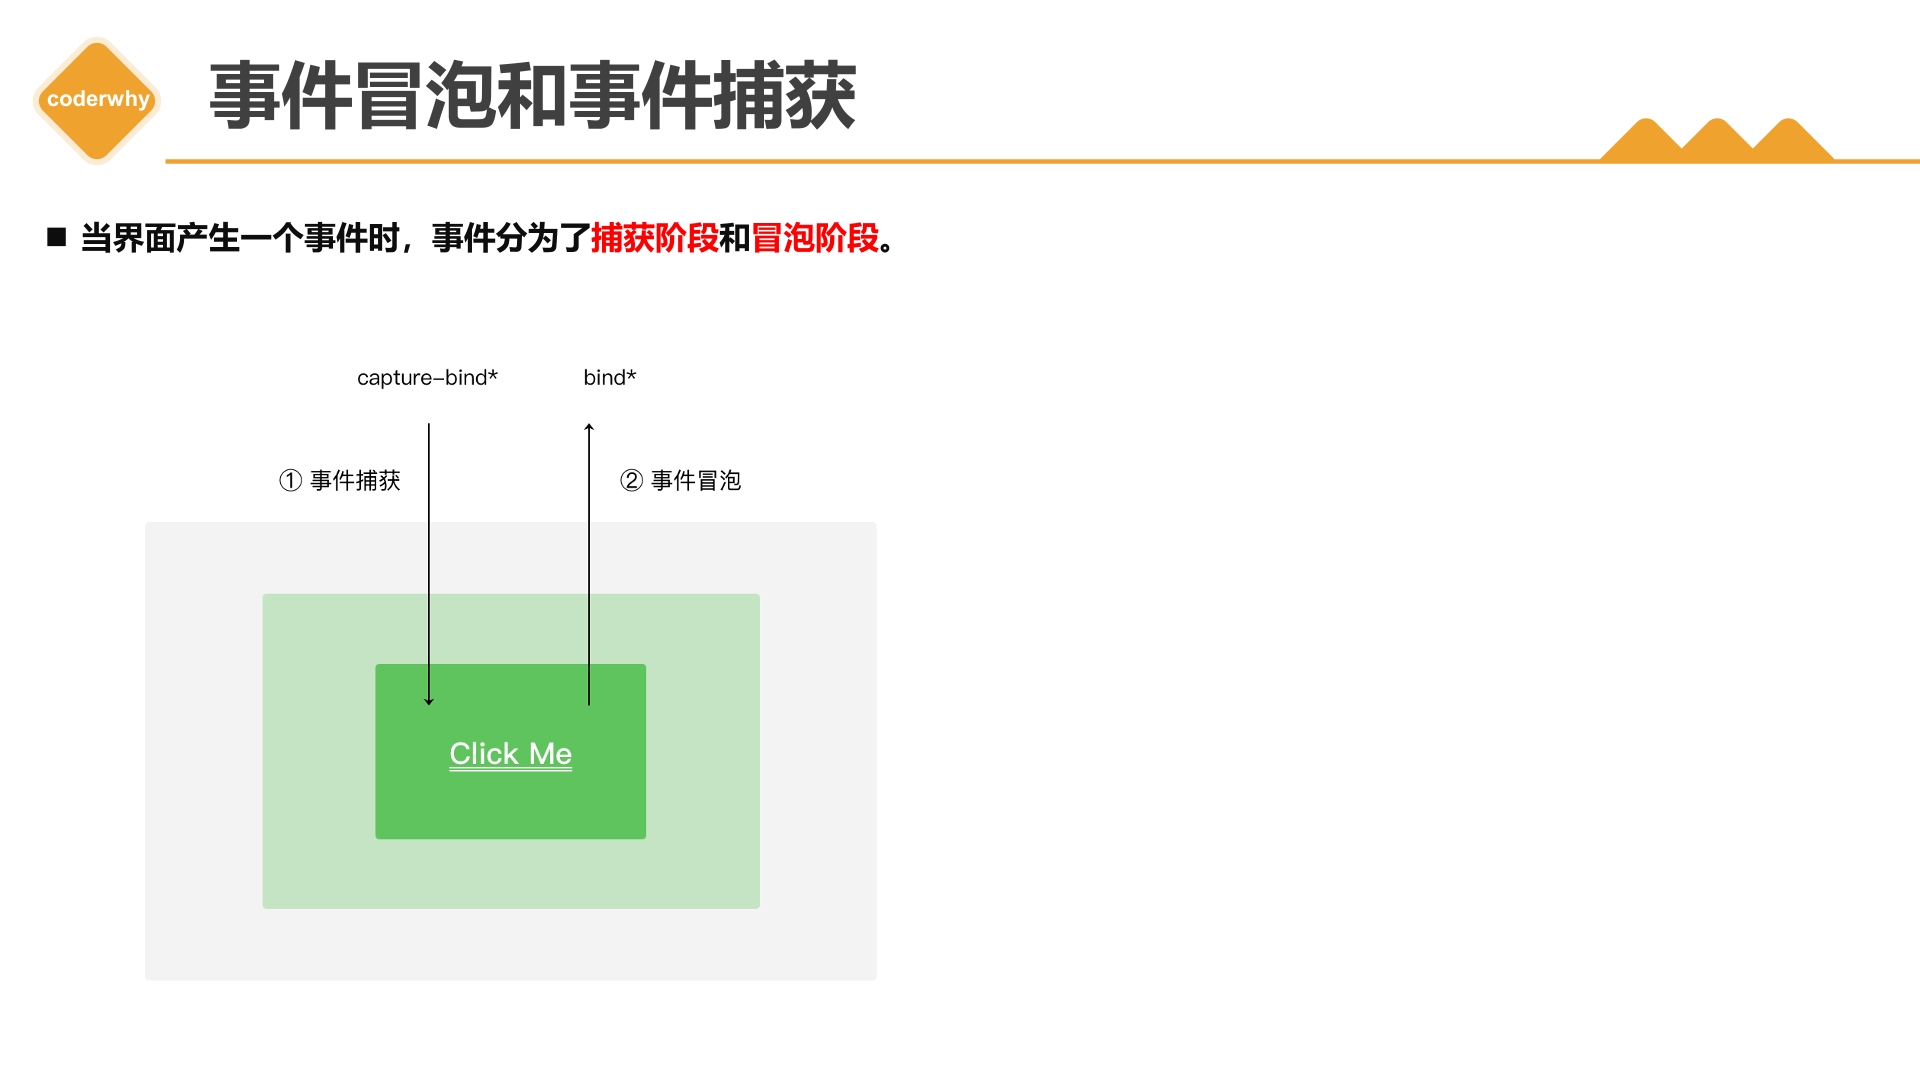 coderwhy
事件冒泡和事件捕获
■ 当界面产生一个事件时，事件分为了捕获阶段和冒泡阶段。
capture-bind* bind*
① 事件捕获 ② 事件冒泡
Click Me